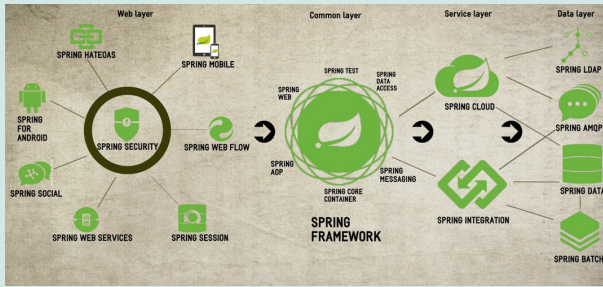 Web layer
Common layer
Service layer
Data layer
SPRING HATEOAS
SPRING MOBILE
SPRING
FOR
ANDROID
SPRING SECURITY
SPRING WEB FLOW
SPRING SOCIAL
SPRING WEB SERVICES
SPRING SESSION
SPRING TEST
SPRING
WEB
SPRING
DATA
ACCESS
SPRING
AOP
SPRING
MESSAGING
SPRING CORE
CONTAINER
SPRING
FRAMEWORK
SPRING CLOUD
SPRING INTEGRATION
SPRING LDAP
SPRING AMQP
SPRING DATA
SPRING BATCH